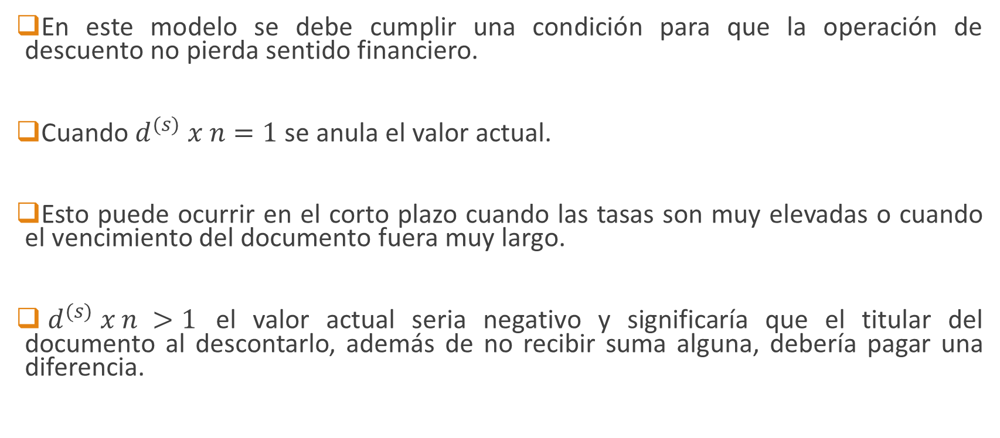 ❑En este modelo se debe cumplir una condición para que la operación de
descuento no pierda sentido financiero.
❑Cuando d^(s) x n = 1 se anula el valor actual.
❑Esto puede ocurrir en el corto plazo cuando las tasas son muy elevadas o cuando
el vencimiento del documento fuera muy largo.
❑ d^(s) x n > 1 el valor actual seria negativo y significaría que el titular del
documento al descontarlo, además de no recibir suma alguna, debería pagar una
diferencia.